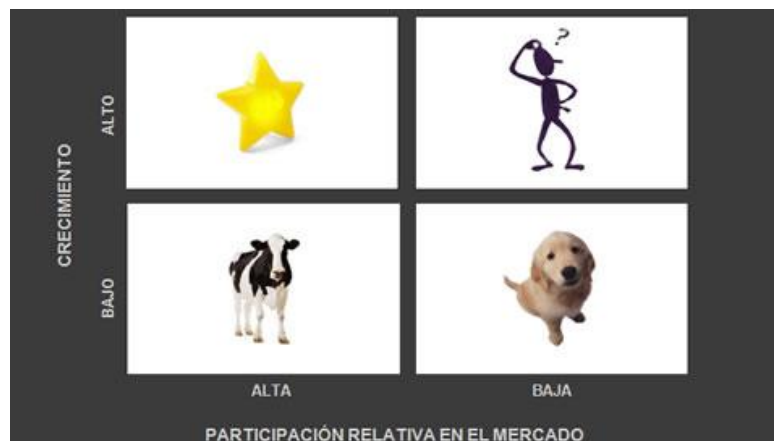 ?
ALTO
CRECIMIENTO
BAJO
ALTA
BAJA
PARTICIPACIÓN RELATIVA EN EL MERCADO